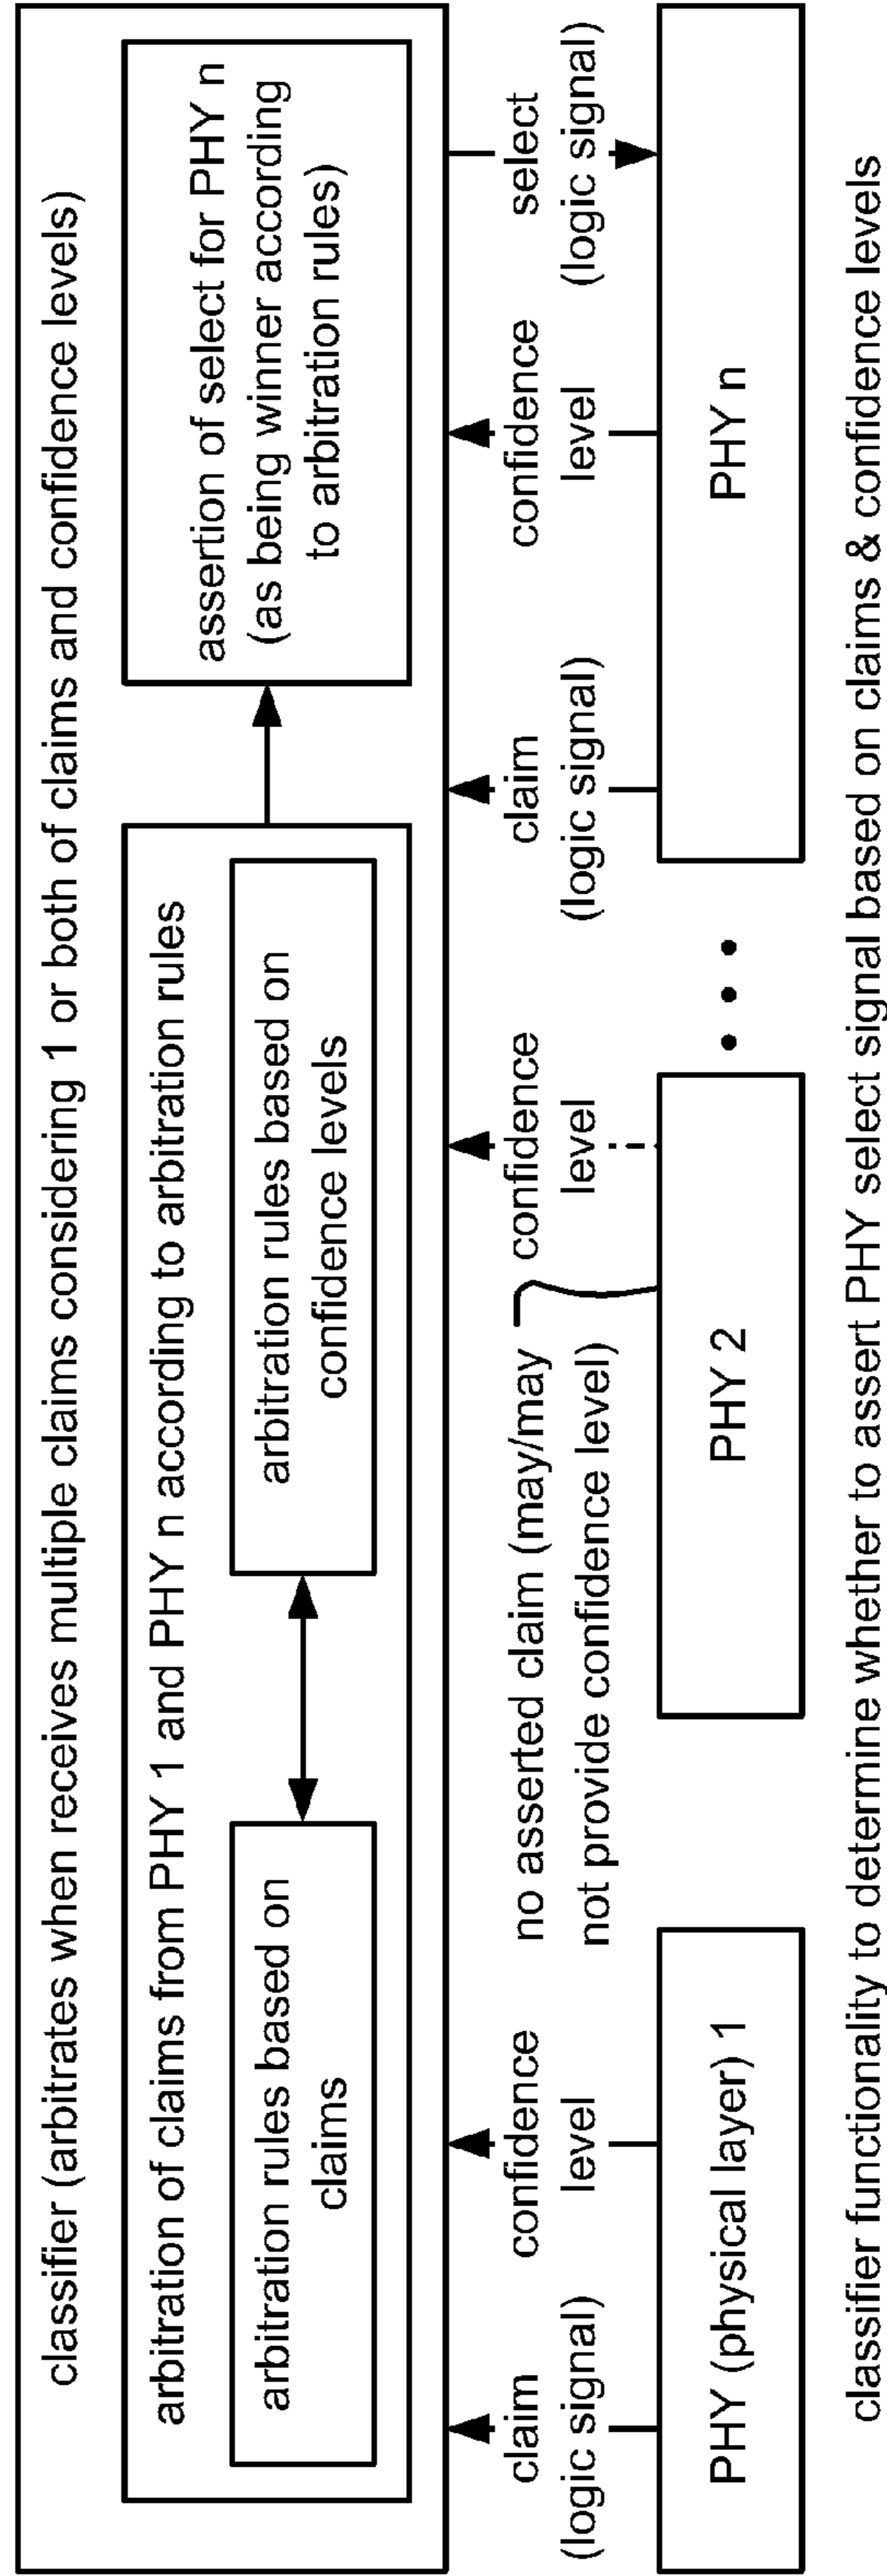 classifier (arbitrates when receives multiple claims considering 1 or both of claims and confidence levels)
arbitration of claims from PHY 1 and PHY n according to arbitration rules
arbitration rules based on
claims
arbitration rules based on
confidence levels
assertion of select for PHY n
(as being winner according
to arbitration rules)
claim
(logic signal)
confidence
level
no asserted claim (may/may
not provide confidence level)
confidence
level
claim
(logic signal)
confidence
level
select
(logic signal)
PHY (physical layer) 1
PHY 2
PHY n
classifier functionality to determine whether to assert PHY select signal based on claims & confidence levels